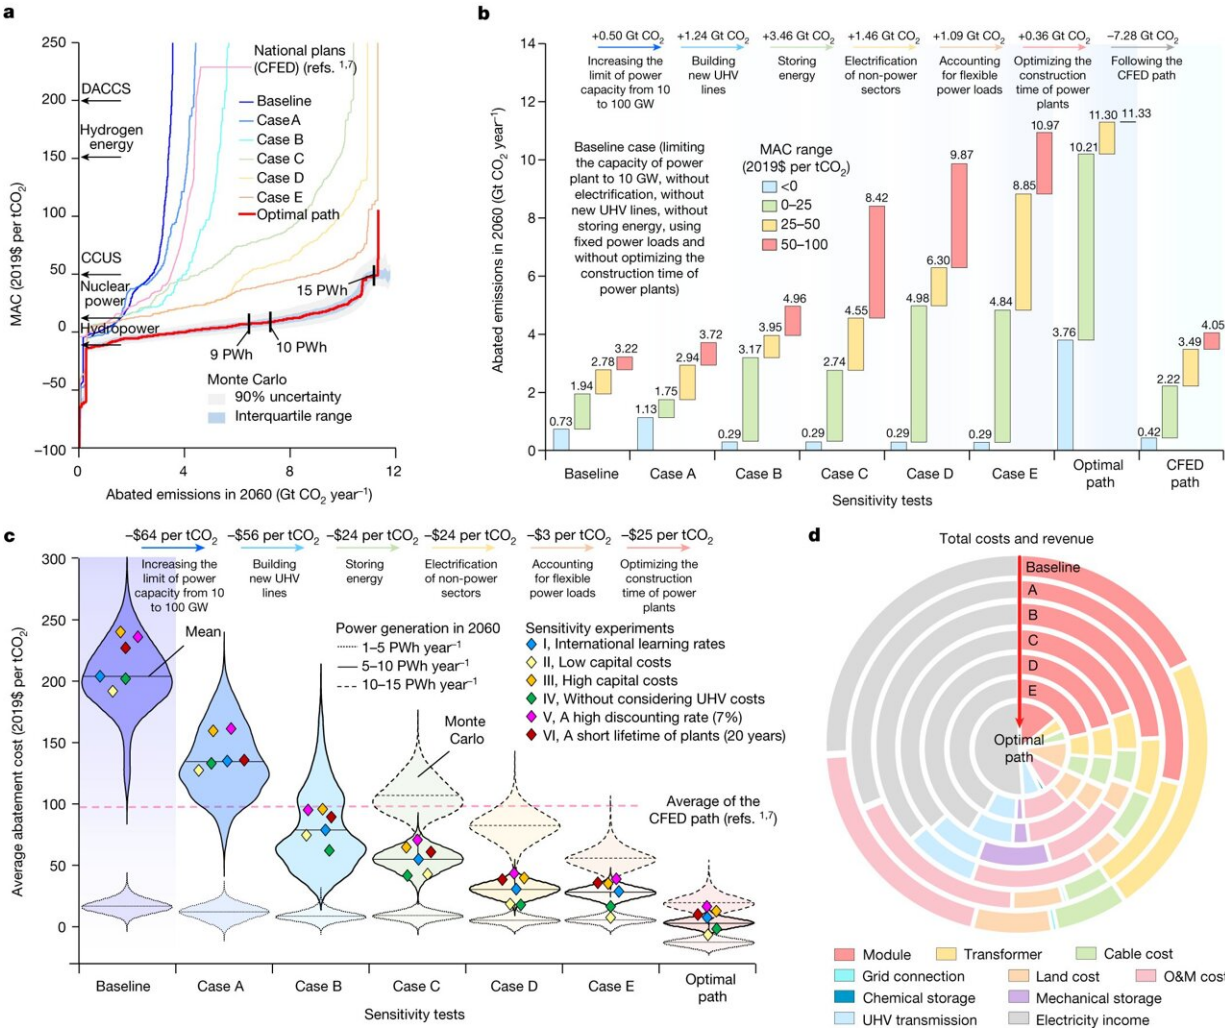 a
MAC (2019$ per tCO2)
250
200
150
100
50
0
−50
−100
0
4
8
12
Abated emissions in 2060 (Gt CO2 year−1)
DACCS
Hydrogen
energy
CCUS
Nuclear
power
Hydropower
National plans
(CFED) (refs. 1,7)
Baseline
CaseA
Case B
Case C
Case D
Case E
Optimal path
15 PWh
9 PWh
10 PWh
Monte Carlo
90% uncertainty
Interquartile range
b
Abated emissions in 2060 (Gt CO2 year−1)
14
12
10
8
6
4
2
0
+0.50 Gt CO2
+1.24 Gt CO2
+3.46 Gt CO2
+1.46 Gt CO2
+1.09 Gt CO2
+0.36 Gt CO2
−7.28 Gt CO2
Increasing the
limit of power
capacity from 10
to 100 GW
Building
new UHV
lines
Storing
energy
Electrification
of non-power
sectors
Accounting
for flexible
power loads
Optimizing the
construction
time of power
plants
Following the
CFED path
Baseline case (limiting
the capacity of power
plant to 10 GW, without
electrification, without
new UHV lines, without
storing energy, using
fixed power loads and
without optimizing the
construction time of
power plants)
MAC range
(2019$ per tCO2)
<0
0–25
25–50
50–100
0.73
1.94
2.78
3.22
1.13
1.75
2.94
3.72
0.29
3.17
3.95
4.96
0.29
2.74
4.55
8.42
0.29
4.98
6.30
9.87
0.29
4.84
8.85
10.97
3.76
10.21
11.30
11.33
0.42
2.22
3.49
4.05
Baseline
Case A
Case B
Case C
Case D
Case E
Optimal
path
CFED
path
Sensitivity tests
c
Average abatement cost (2019$ per tCO2)
300
250
200
150
100
50
0
−$64 per tCO2
−$56 per tCO2
−$24 per tCO2
−$24 per tCO2
−$3 per tCO2
−$25 per tCO2
Increasing the
limit of power
capacity from 10
to 100 GW
Building
new UHV
lines
Storing
energy
Electrification
of non-power
sectors
Accounting
for flexible
power loads
Optimizing the
construction
time of power
plants
Mean
Power generation in 2060
1–5 PWh year−1
5–10 PWh year−1
10–15 PWh year−1
Monte
Carlo
Sensitivity experiments
I, International learning rates
II, Low capital costs
III, High capital costs
IV, Without considering UHV costs
V, A high discounting rate (7%)
VI, A short lifetime of plants (20 years)
Average of the
CFED path (refs. 1,7)
Baseline
Case A
Case B
Case C
Case D
Case E
Optimal
path
Sensitivity tests
d
Total costs and revenue
Baseline
A
B
C
D
E
Optimal
path
Module
Transformer
Cable cost
Grid connection
Land cost
O&M cost
Chemical storage
Mechanical storage
UHV transmission
Electricity income